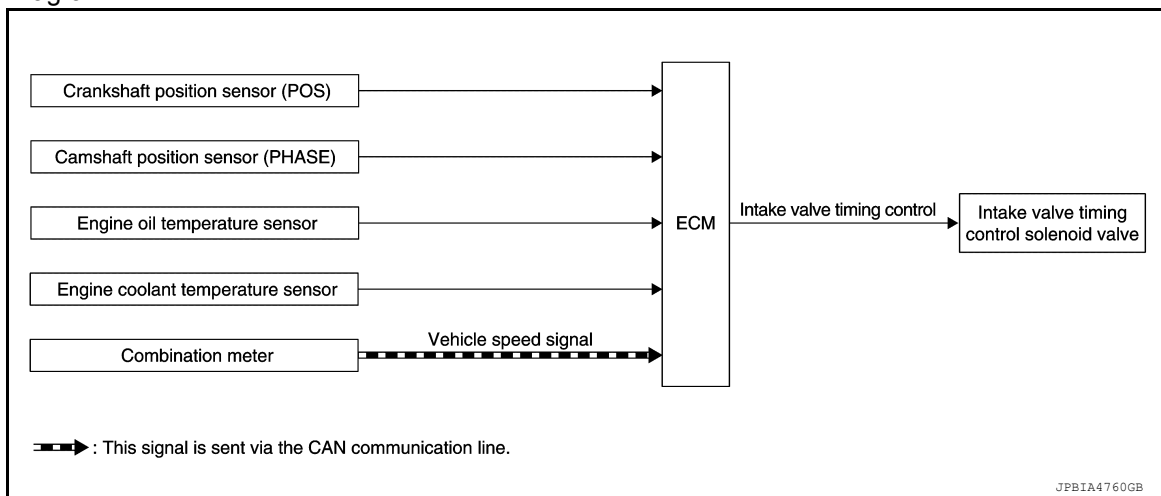 Crankshaft position sensor (POS)
Camshaft position sensor (PHASE)
Engine oil temperature sensor
Engine coolant temperature sensor
Combination meter
Vehicle speed signal
ECM
Intake valve timing control
Intake valve timing
control solenoid valve
: This signal is sent via the CAN communication line.
JPBIA4760GB